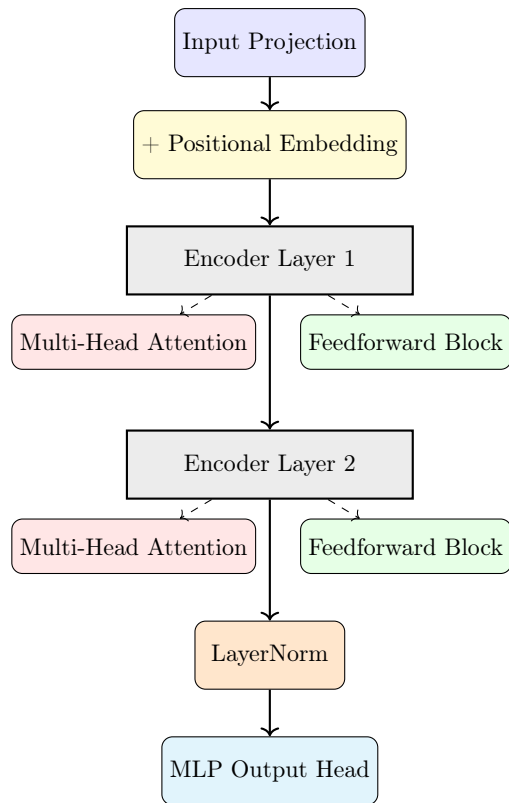 Input Projection
+ Positional Embedding
Encoder Layer 1
Multi-Head Attention
Feedforward Block
Encoder Layer 2
Multi-Head Attention
Feedforward Block
LayerNorm
MLP Output Head